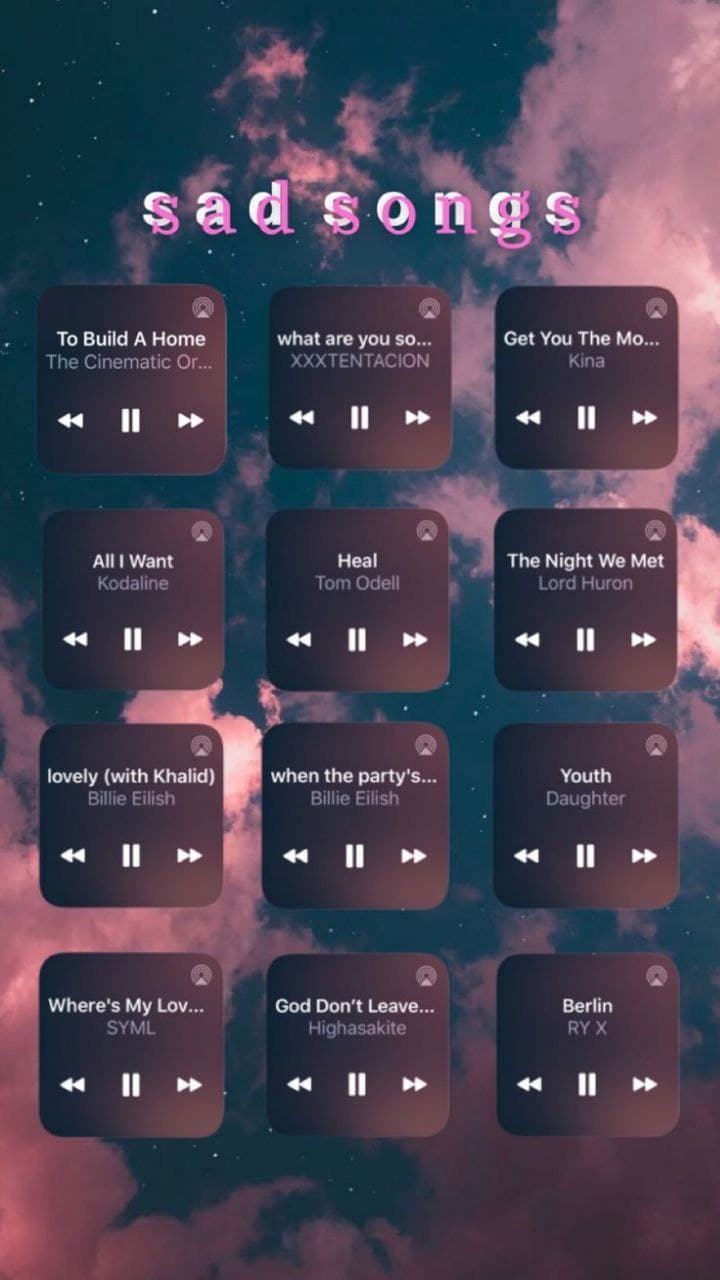 sad songs
To Build A Home
The Cinematic Or...
what are you so...
XXXTENTACION
Get You The Mo...
Kina
All I Want
Kodaline
Heal
Tom Odell
The Night We Met
Lord Huron
lovely (with Khalid)
Billie Eilish
when the party's...
Billie Eilish
Youth
Daughter
Where's My Lov...
SYML
God Don’t Leave...
Highasakite
Berlin
RY X